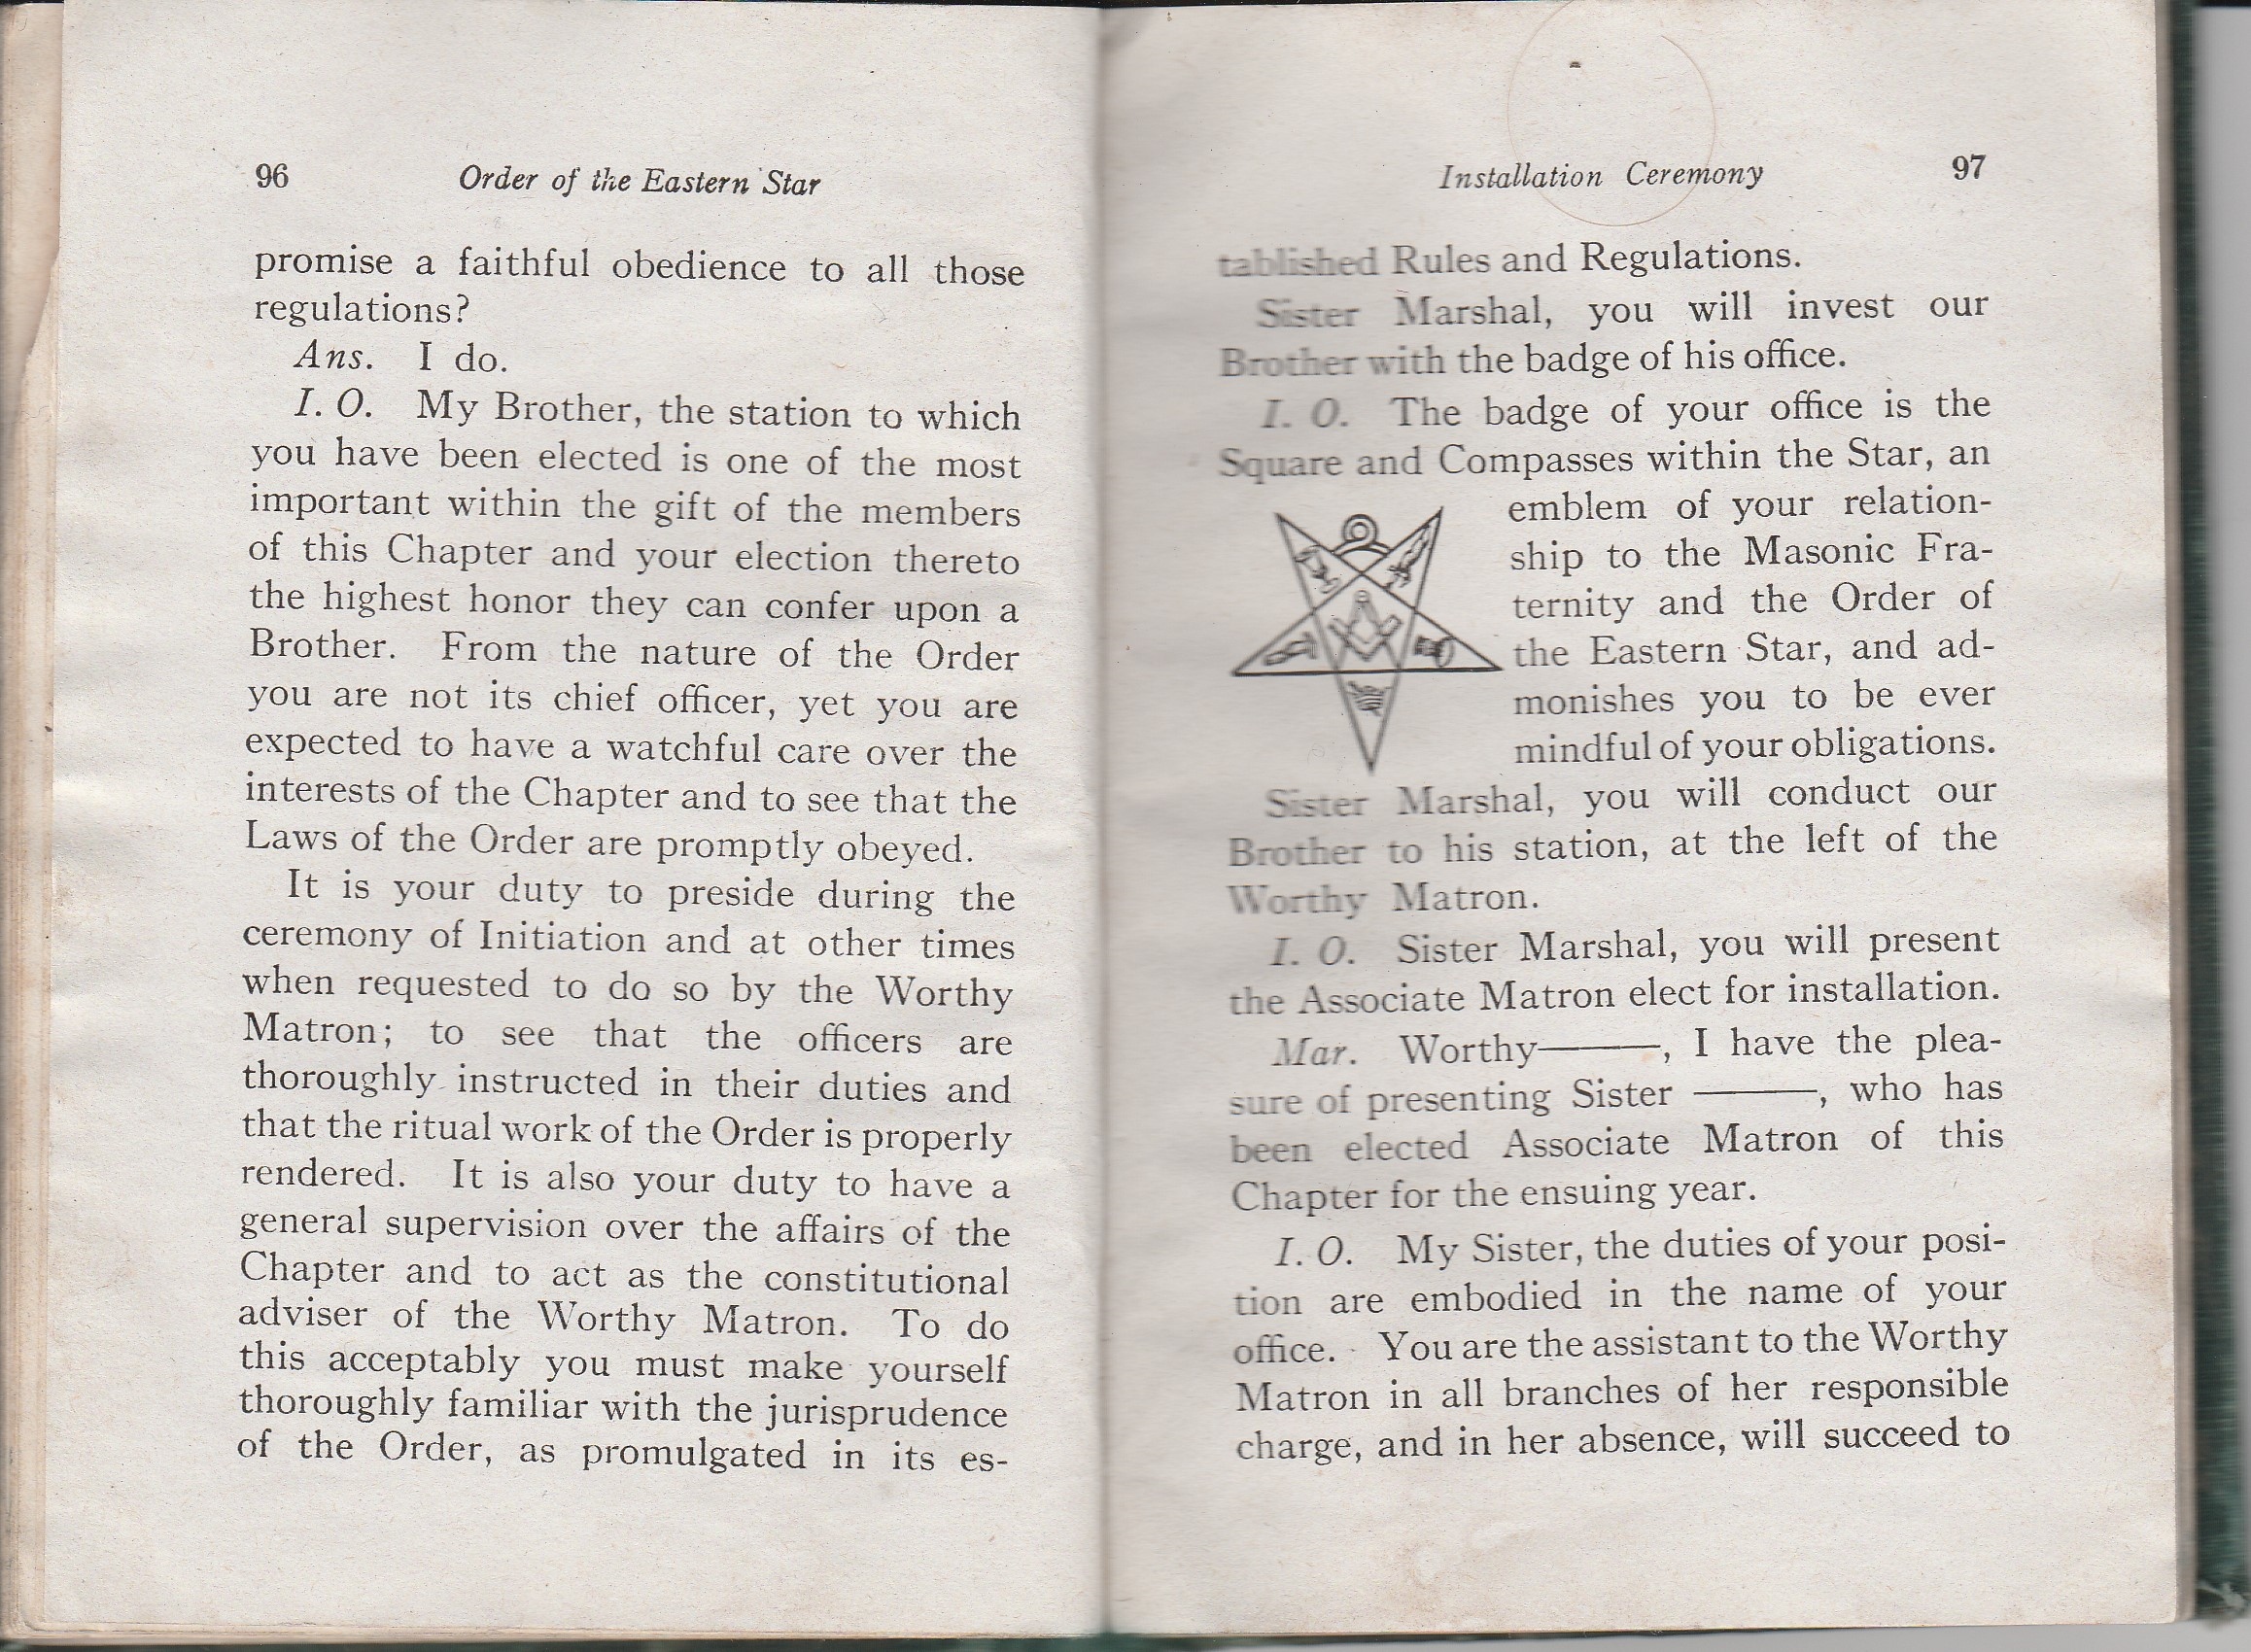 96 Order of the Eastern Star
promise a faithful obedience to all those
regulations?
Ans. I do.
I. O. My Brother, the station to which
you have been elected is one of the most
important within the gift of the members
of this Chapter and your election thereto
the highest honor they can confer upon a
Brother. From the nature of the Order
you are not its chief officer, yet you are
expected to have a watchful care over the
interests of the Chapter and to see that the
Laws of the Order are promptly obeyed.
It is your duty to preside during the
ceremony of Initiation and at other times
when requested to do so by the Worthy
Matron; to see that the officers are
thoroughly instructed in their duties and
that the ritual work of the Order is properly
rendered. It is also your duty to have a
general supervision over the affairs of the
Chapter and to act as the constitutional
adviser of the Worthy Matron. To do
this acceptably you must make yourself
thoroughly familiar with the jurisprudence
of the Order, as promulgated in its es-
Installation Ceremony 97
tablished Rules and Regulations.
Sister Marshal, you will invest our
Brother with the badge of his office.
I. O. The badge of your office is the
Square and Compasses within the Star, an
emblem of your relation-
ship to the Masonic Fra-
ternity and the Order of
the Eastern Star, and ad-
monishes you to be ever
mindful of your obligations.
Sister Marshal, you will conduct our
Brother to his station, at the left of the
Worthy Matron.
I. O. Sister Marshal, you will present
the Associate Matron elect for installation.
Mar. Worthy———, I have the plea-
sure of presenting Sister ———, who has
been elected Associate Matron of this
Chapter for the ensuing year.
I. O. My Sister, the duties of your posi-
tion are embodied in the name of your
office. You are the assistant to the Worthy
Matron in all branches of her responsible
charge, and in her absence, will succeed to